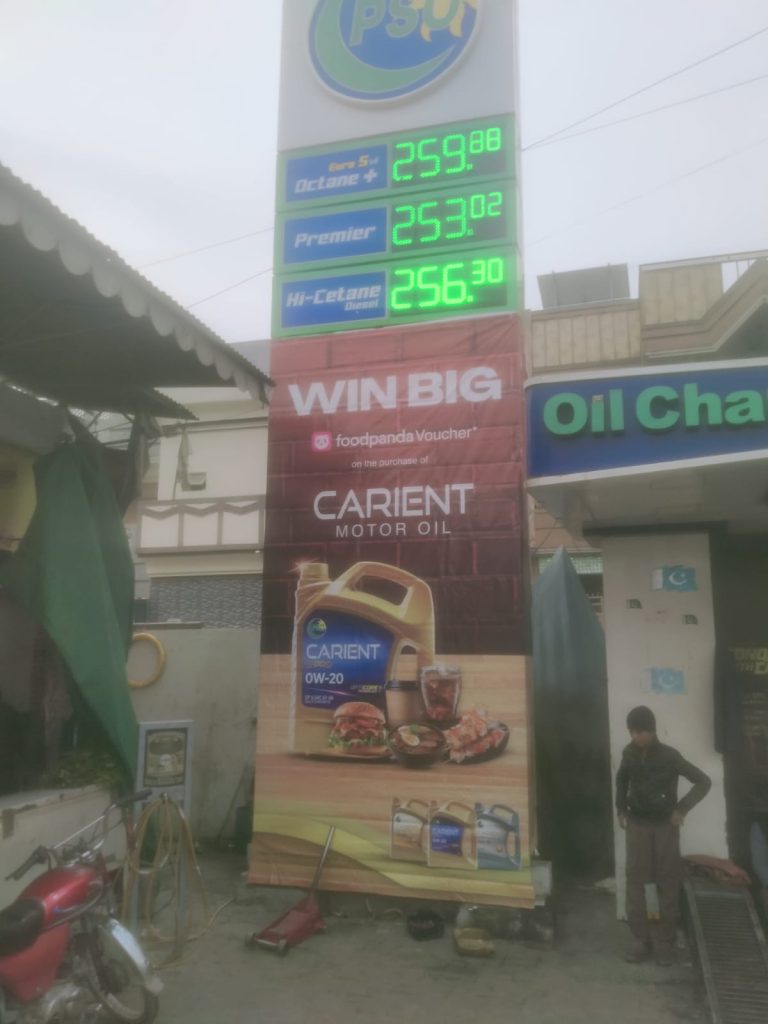 PSO
Euro 5
Octane +
259.88
Premier
253.02
Hi-Cetane
Diesel
256.30
WIN BIG
foodpanda Voucher*
on the purchase of
CARIENT
MOTOR OIL
Oil Cha
CARIENT
0W-20
CARIENT